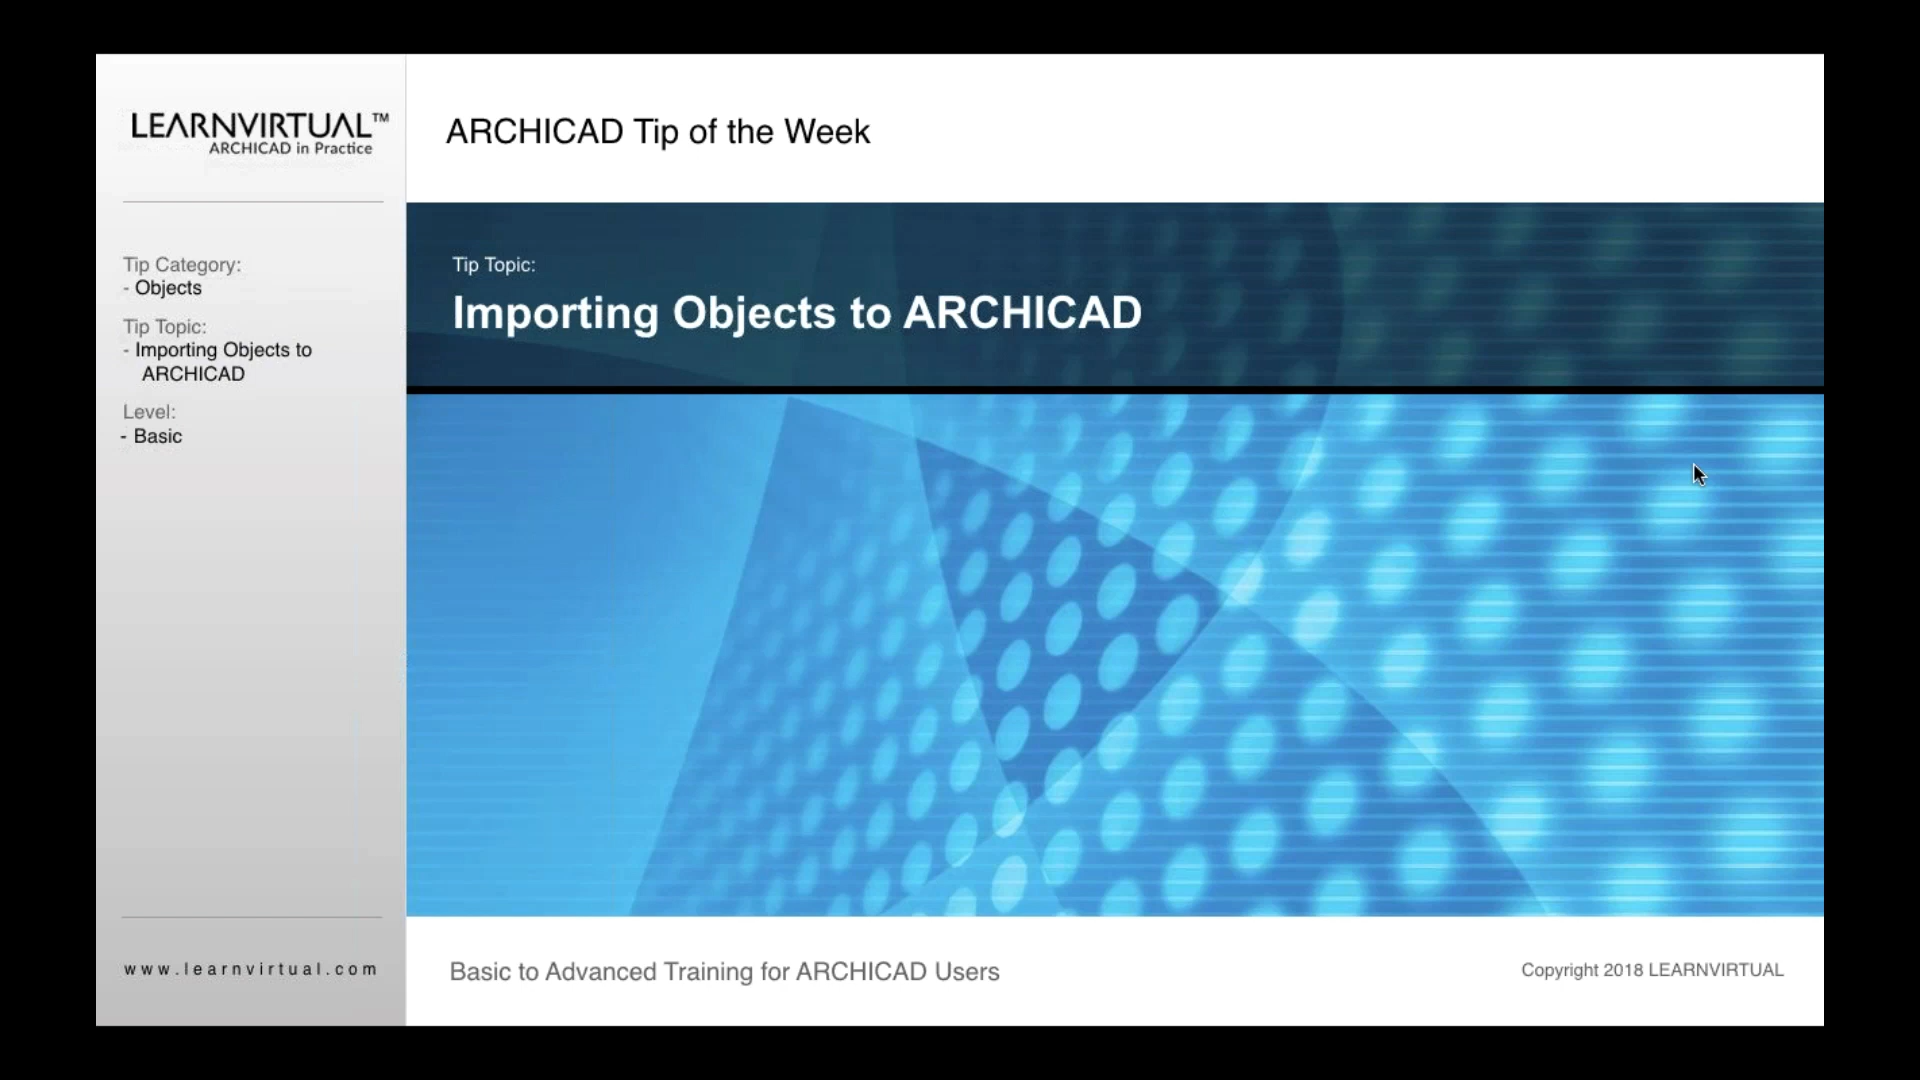 LEARNVIRTUAL™
ARCHICAD in Practice
Tip Category:
- Objects
Tip Topic:
- Importing Objects to
ARCHICAD
Level:
- Basic
www.learnvirtual.com
ARCHICAD Tip of the Week
Tip Topic:
Importing Objects to ARCHICAD
Basic to Advanced Training for ARCHICAD Users
Copyright 2018 LEARNVIRTUAL